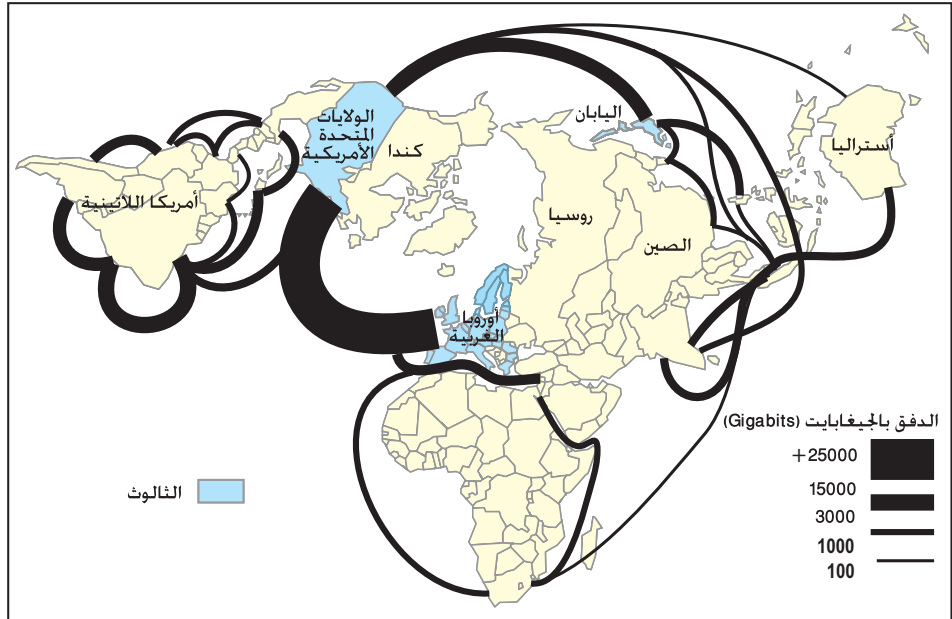 الولايات
المتحدة
الأمريكية
كندا
اليابان
أستراليا
أمريكا اللاتينية
روسيا
الصين
أوروبا
الغربية
الدفق بالجيغابايت (Gigabits)
+25000
15000
3000
1000
100
الثالوث